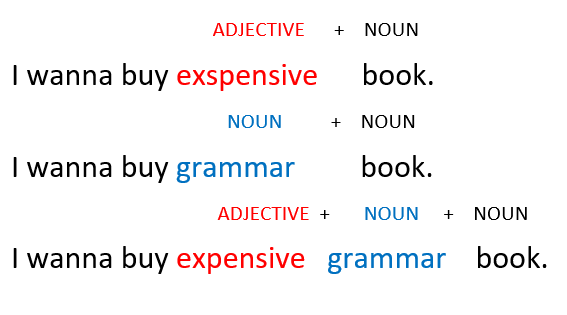 ADJECTIVE + NOUN
I wanna buy exspensive book.
NOUN + NOUN
I wanna buy grammar book.
ADJECTIVE + NOUN + NOUN
I wanna buy expensive grammar book.